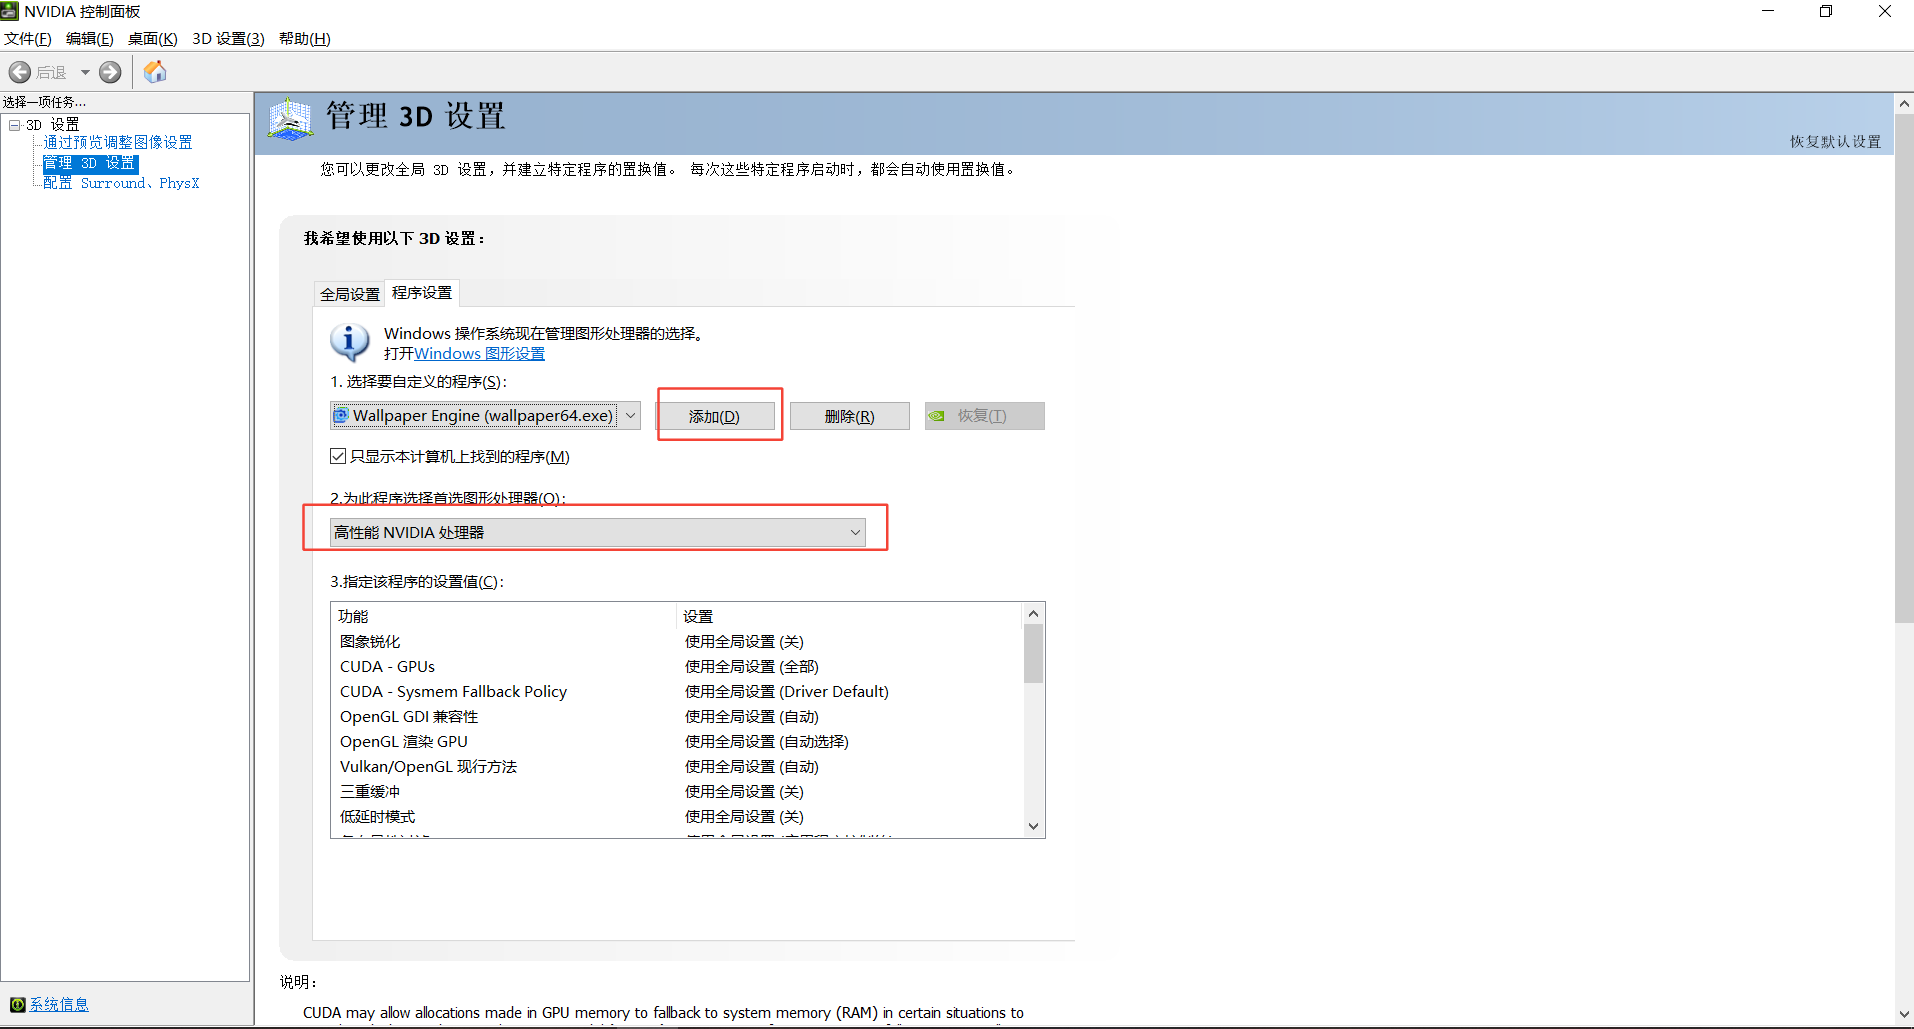 NVIDIA 控制面板
文件(F) 编辑(E) 桌面(K) 3D 设置(3) 帮助(H)
后退
选择一项任务...
3D 设置
通过预览调整图像设置
管理 3D 设置
配置 Surround、PhysX
系统信息
管理 3D 设置
恢复默认设置
您可以更改全局 3D 设置，并建立特定程序的置换值。 每次这些特定程序启动时，都会自动使用置换值。
我希望使用以下 3D 设置：
全局设置 程序设置
Windows 操作系统现在管理图形处理器的选择。
打开Windows 图形设置
1. 选择要自定义的程序(S)：
Wallpaper Engine (wallpaper64.exe) 添加(D) 删除(R) 恢复(T)
只显示本计算机上找到的程序(M)
2.为此程序选择首选图形处理器(O)：
高性能 NVIDIA 处理器
3.指定该程序的设置值(C)：
功能 设置
图象锐化 使用全局设置 (关)
CUDA - GPUs 使用全局设置 (全部)
CUDA - Sysmem Fallback Policy 使用全局设置 (Driver Default)
OpenGL GDI 兼容性 使用全局设置 (自动)
OpenGL 渲染 GPU 使用全局设置 (自动选择)
Vulkan/OpenGL 现行方法 使用全局设置 (自动)
三重缓冲 使用全局设置 (关)
低延时模式 使用全局设置 (关)
说明：
CUDA may allow allocations made in GPU memory to fallback to system memory (RAM) in certain situations to